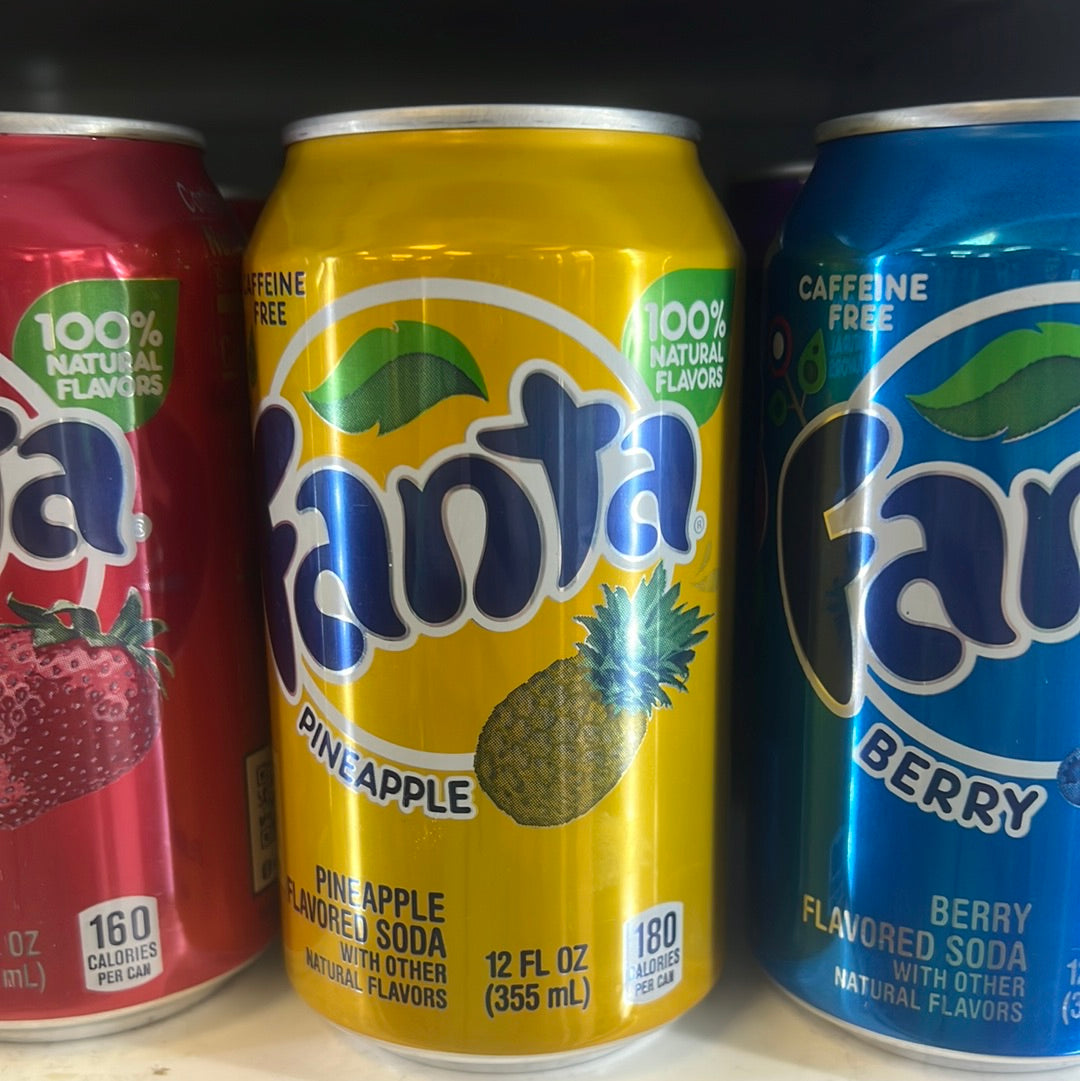 100%
NATURAL
FLAVORS
ta®
OZ
mL)
160
CALORIES
PER CAN
AFFEINE
FREE
100%
NATURAL
FLAVORS
Fanta®
PINEAPPLE
PINEAPPLE
FLAVORED SODA
WITH OTHER
NATURAL FLAVORS
12 FL OZ
(355 mL)
180
CALORIES
PER CAN
CAFFEINE
FREE
Fan
BERRY
BERRY
FLAVORED SODA
WITH OTHER
NATURAL FLAVORS